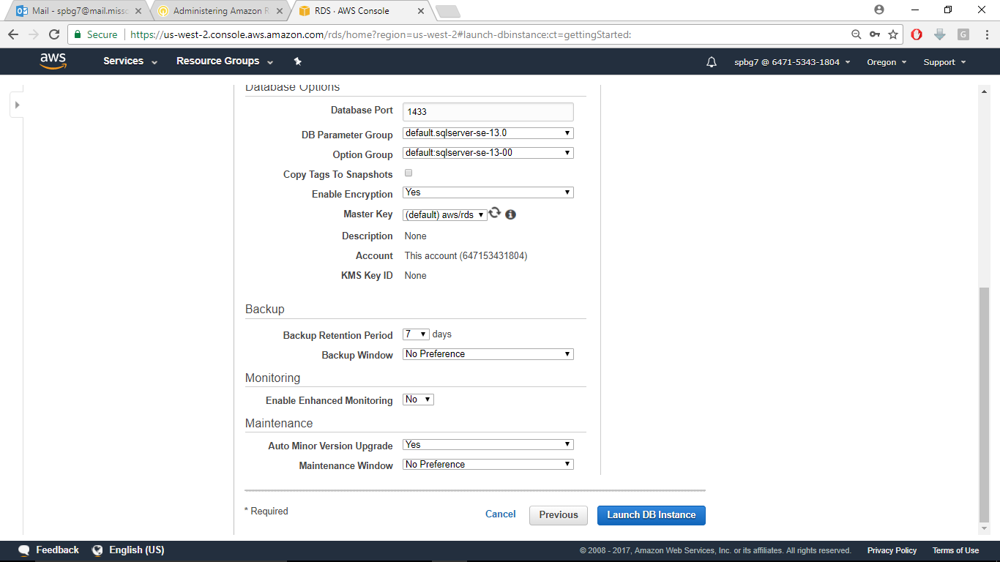 Mail - spbg7@mail.missc
Administering Amazon R
RDS · AWS Console
Secure
https://us-west-2.console.aws.amazon.com/rds/home?region=us-west-2#launch-dbinstance:ct=gettingStarted:
G
aws
Services
Resource Groups
spbg7 @ 6471-5343-1804
Oregon
Support
Database Options
Database Port 1433
DB Parameter Group default.sqlserver-se-13.0
Option Group default:sqlserver-se-13-00
Copy Tags To Snapshots
Enable Encryption Yes
Master Key (default) aws/rds
Description None
Account This account (647153431804)
KMS Key ID None
Backup
Backup Retention Period 7 days
Backup Window No Preference
Monitoring
Enable Enhanced Monitoring No
Maintenance
Auto Minor Version Upgrade Yes
Maintenance Window No Preference
* Required
Cancel
Previous
Launch DB Instance
Feedback
English (US)
© 2008 - 2017, Amazon Web Services, Inc. or its affiliates. All rights reserved.
Privacy Policy
Terms of Use